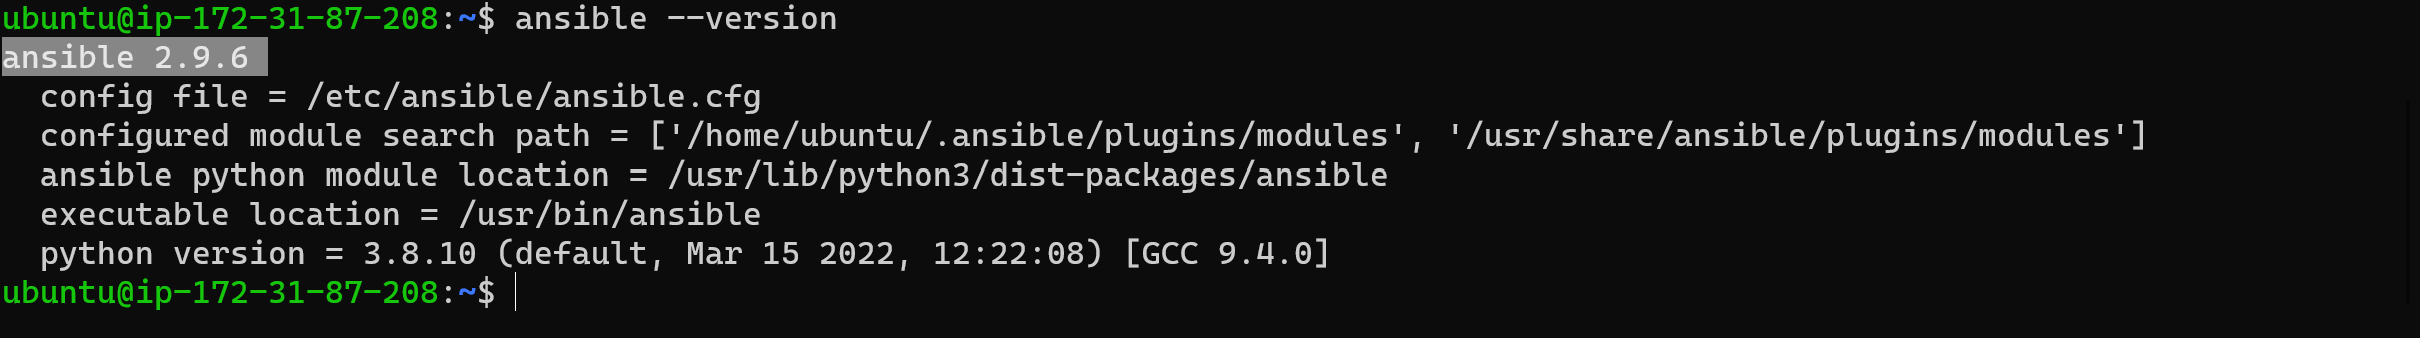 ubuntu@ip-172-31-87-208:~$ ansible --version
ansible 2.9.6
  config file = /etc/ansible/ansible.cfg
  configured module search path = ['/home/ubuntu/.ansible/plugins/modules', '/usr/share/ansible/plugins/modules']
  ansible python module location = /usr/lib/python3/dist-packages/ansible
  executable location = /usr/bin/ansible
  python version = 3.8.10 (default, Mar 15 2022, 12:22:08) [GCC 9.4.0]
ubuntu@ip-172-31-87-208:~$